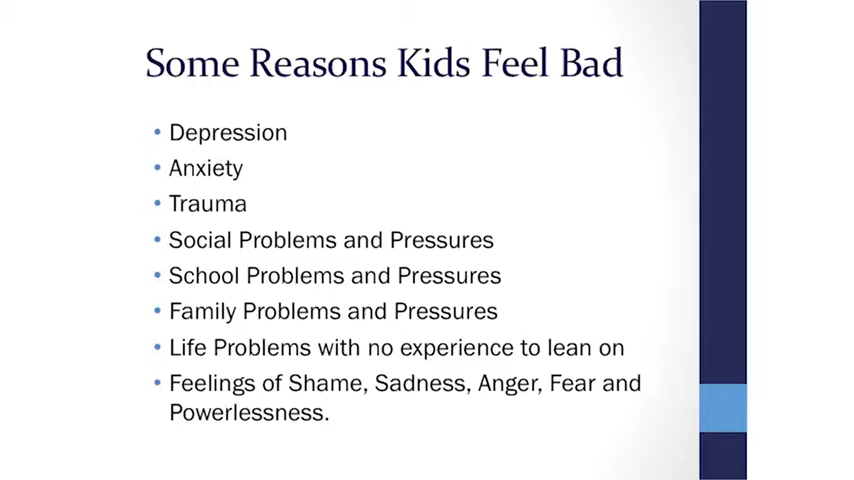 Some Reasons Kids Feel Bad
• Depression
• Anxiety
• Trauma
• Social Problems and Pressures
• School Problems and Pressures
• Family Problems and Pressures
• Life Problems with no experience to lean on
• Feelings of Shame, Sadness, Anger, Fear and
Powerlessness.